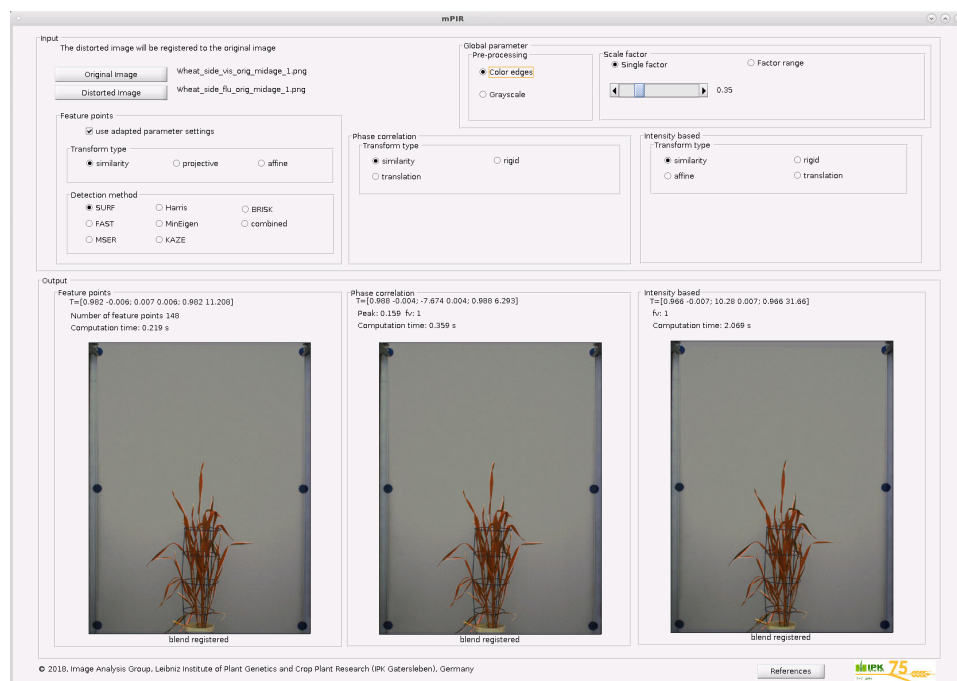 mPIR
Input
The distorted image will be registered to the original image
Original Image
Wheat_side_vis_orig_midage_1.png
Distorted Image
Wheat_side_flu_orig_midage_1.png
Global parameter
Pre-processing
Color edges
Grayscale
Scale factor
Single factor
Factor range
0.35
Feature points
use adapted parameter settings
Transform type
similarity
projective
affine
Detection method
SURF
Harris
BRISK
FAST
MinEigen
combined
MSER
KAZE
Phase correlation
Transform type
similarity
rigid
translation
Intensity based
Transform type
similarity
rigid
affine
translation
Output
Feature points
T=[0.982 -0.006; 0.007 0.006; 0.982 11.208]
Number of feature points 148
Computation time: 0.219 s
blend registered
Phase correlation
T=[0.988 -0.004; -7.674 0.004; 0.988 6.293]
Peak: 0.159 fv: 1
Computation time: 0.359 s
blend registered
Intensity based
T=[0.966 -0.007; 10.28 0.007; 0.966 31.66]
fv: 1
Computation time: 2.069 s
blend registered
© 2018, Image Analysis Group, Leibniz Institute of Plant Genetics and Crop Plant Research (IPK Gatersleben), Germany
References
IPK 75